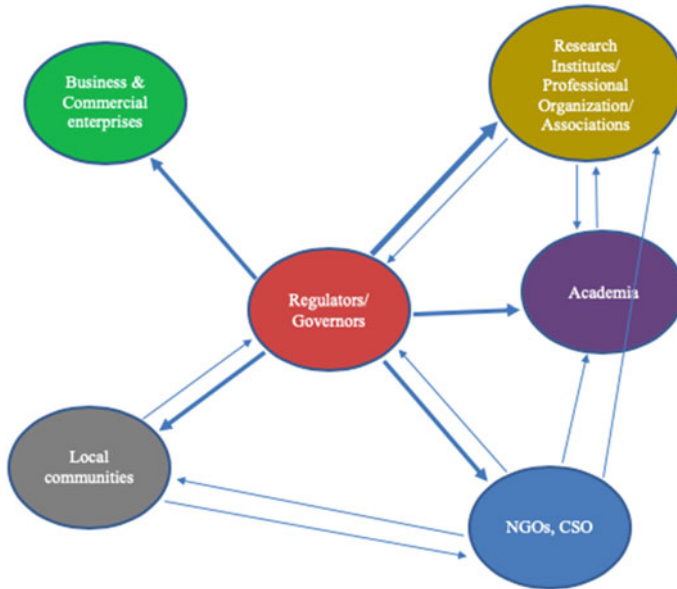 Business &
Commercial
enterprises
Research
Institutes/
Professional
Organization/
Associations
Regulators/
Governors
Academia
Local
communities
NGOs, CSO